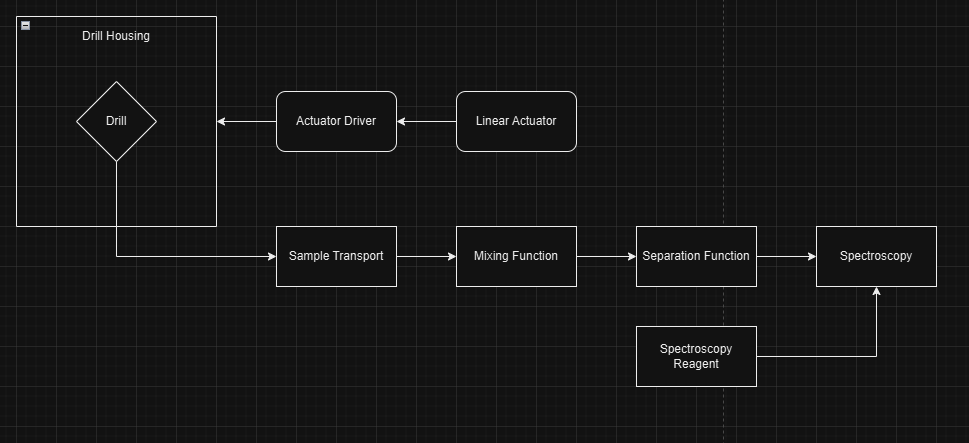 Drill Housing
Drill
Actuator Driver
Linear Actuator
Sample Transport
Mixing Function
Separation Function
Spectroscopy
Spectroscopy
Reagent